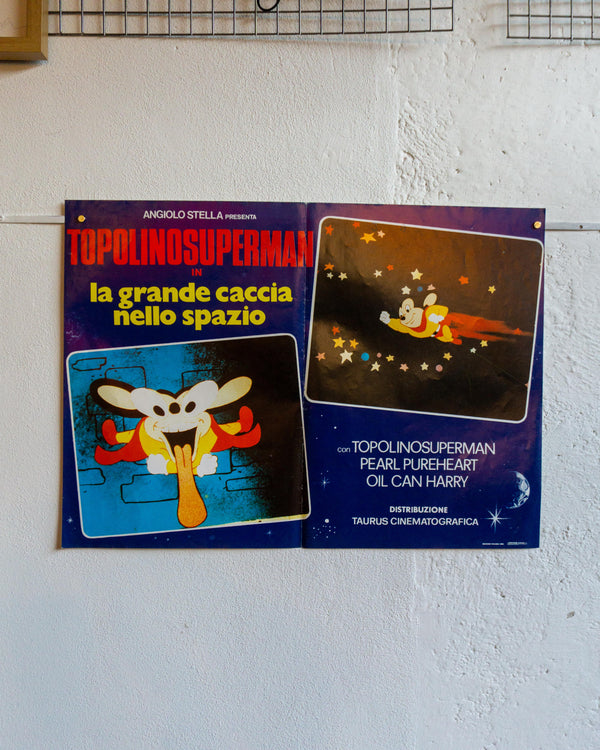 ANGIOLO STELLA PRESENTA
TOPOLINOSUPERMAN
IN
la grande caccia
nello spazio
con TOPOLINOSUPERMAN
PEARL PUREHEART
OIL CAN HARRY
DISTRIBUZIONE
TAURUS CINEMATOGRAFICA